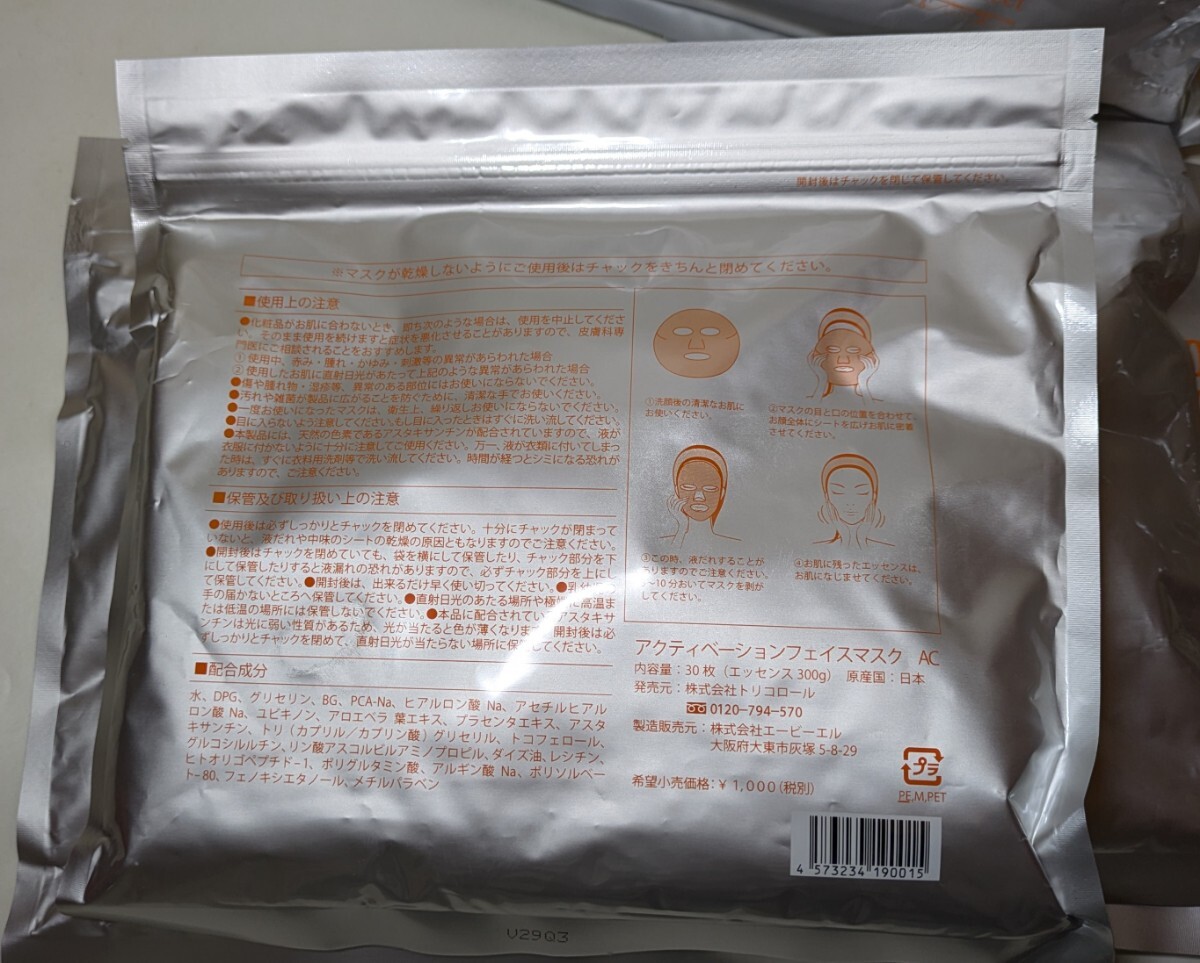 開封後はチャックを閉じて保管してください。
※マスクが乾燥しないようにご使用後はチャックをきちんと閉めてください。
■使用上の注意
●化粧品がお肌に合わないとき、即ち次のような場合は、使用を中止してくださ
い。そのまま使用を続けますと症状を悪化させることがありますので、皮膚科専
門医にご相談されることをおすすめします。
① 使用中、赤み・腫れ・かゆみ・刺激等の異常があらわれた場合
② 使用したお肌に直射日光があたって上記のような異常があらわれた場合
●傷や腫れ物・湿疹等、異常のある部位にはお使いにならないでください。
●汚れや雑菌が製品に広がることを防ぐために、清潔な手でお使いください。
●一度お使いになったマスクは、衛生上、繰り返しお使いにならないでください。
●目に入らないよう注意してください。もし目に入ったときはすぐに洗い流してください。
●本製品には、天然の色素であるアスタキサンチンが配合されていますので、液が
衣服に付かないように十分に注意してご使用ください。万一、液が衣類に付いてしまっ
た時は、すぐに衣料用洗剤等で洗い流してください。時間が経つとシミになる恐れが
ありますので、ご注意ください。
■保管及び取り扱い上の注意
●使用後は必ずしっかりとチャックを閉めてください。十分にチャックが閉まって
いないと、液だれや中味のシートの乾燥の原因ともなりますのでご注意ください。
●開封後はチャックを閉めていても、袋を横にして保管したり、チャック部分を下
にして保管したりすると液漏れの恐れがありますので、必ずチャック部分を上にし
て保管してください。●開封後は、出来るだけ早く使い切ってください。●乳
手の届かないところへ保管してください。●直射日光のあたる場所や極端に高温ま
たは低温の場所には保管しないでください。●本品に配合されているアスタキサ
ンチンは光に弱い性質があるため、光が当たると色が薄くなります。開封後は必
ずしっかりとチャックを閉めて、直射日光が当たらない場所に保管してください。
■配合成分
水、DPG、グリセリン、BG、PCA-Na、ヒアルロン酸 Na、アセチルヒアル
ロン酸 Na、ユビキノン、アロエベラ 葉エキス、プラセンタエキス、アスタ
キサンチン、トリ（カプリル／カプリン酸）グリセリル、トコフェロール、
グルコシルルチン、リン酸アスコルビルアミノプロピル、ダイズ油、レシチン、
ヒトオリゴペプチド-1、ポリグルタミン酸、アルギン酸 Na、ポリソルベー
ト-80、フェノキシエタノール、メチルパラベン
①洗顔後の清潔なお肌に
お使いください。
②マスクの目と口の位置を合わせて、
お顔全体にシートを広げお肌に密着
させてください。
③この時、液だれすることが
ありますのでご注意ください。
～10分おいてマスクを剥が
してください。
④お肌に残ったエッセンスは、
お肌になじませてください。
アクティベーションフェイスマスク AC
内容量：30 枚（エッセンス 300g） 原産国：日本
発売元：株式会社トリコロール
0120-794-570
製造販売元：株式会社エービーエル
大阪府大東市灰塚 5-8-29
希望小売価格：¥ 1,000（税別）
プラ
PE,M,PET
4 573234 190015
V2903